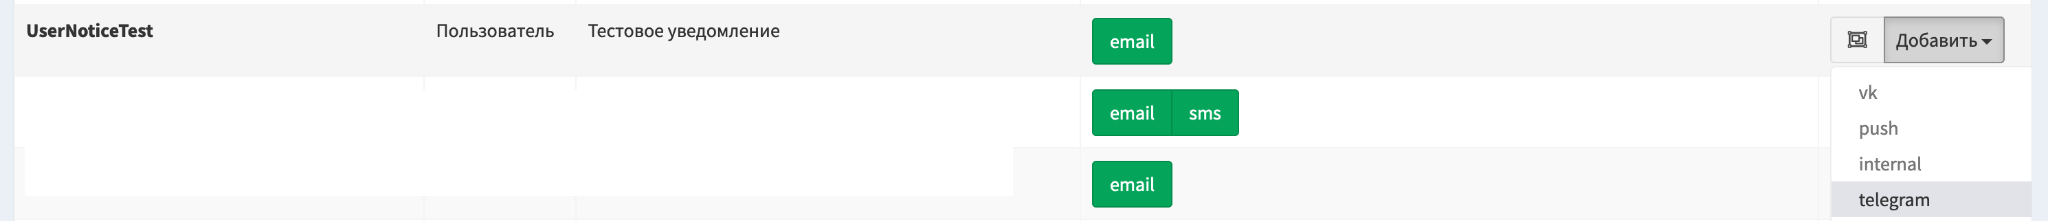 UserNoticeTest Пользователь Тестовое уведомление email Добавить
vk
email sms
push
internal
email
telegram